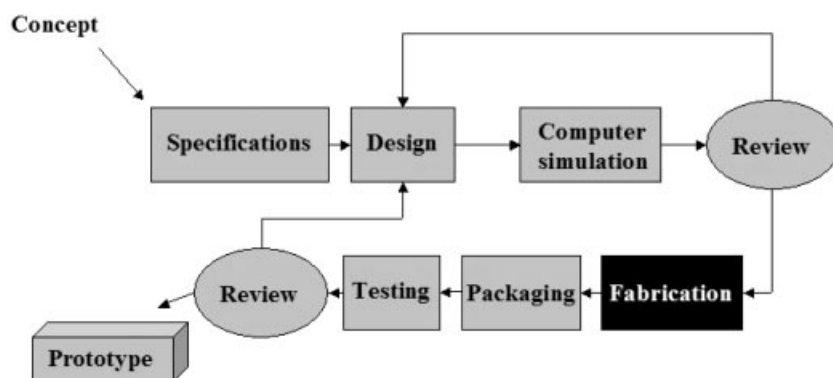 Concept
Specifications
Design
Computer
simulation
Review
Fabrication
Packaging
Testing
Review
Prototype